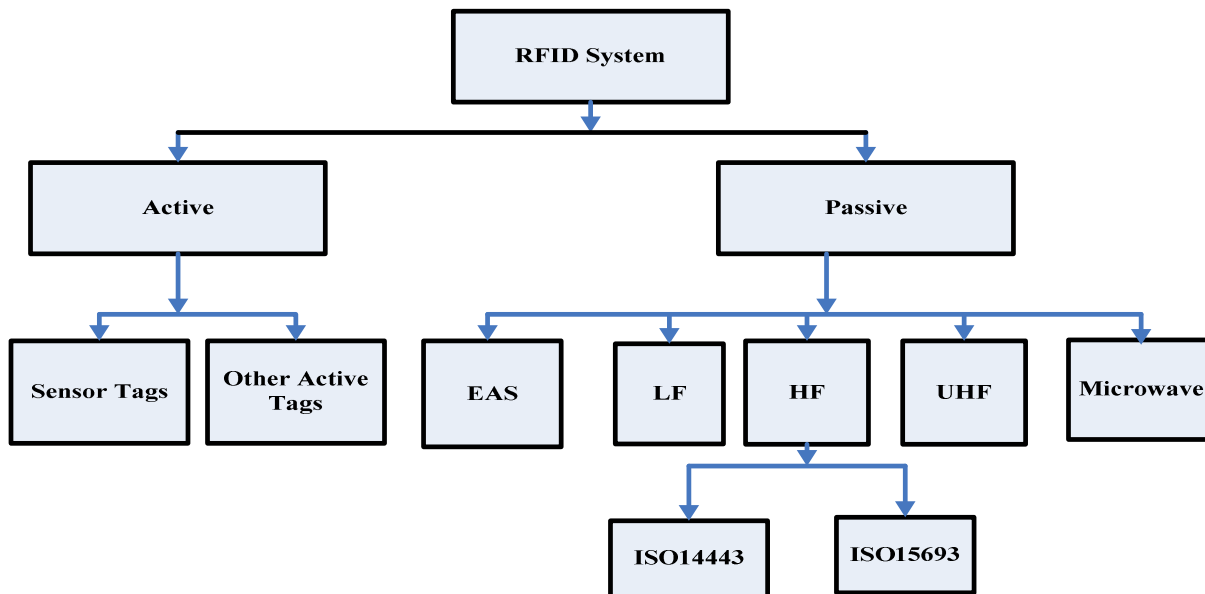 RFID System
Active
Passive
Sensor Tags
Other Active
Tags
EAS
LF
HF
UHF
Microwave
ISO14443
ISO15693